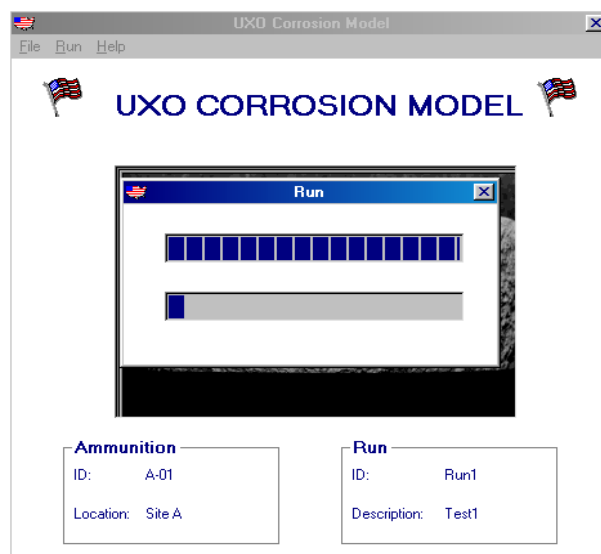 UXO Corrosion Model
File Run Help
UXO CORROSION MODEL
Run
Ammunition
ID: A-01
Location: Site A
Run
ID: Run1
Description: Test1